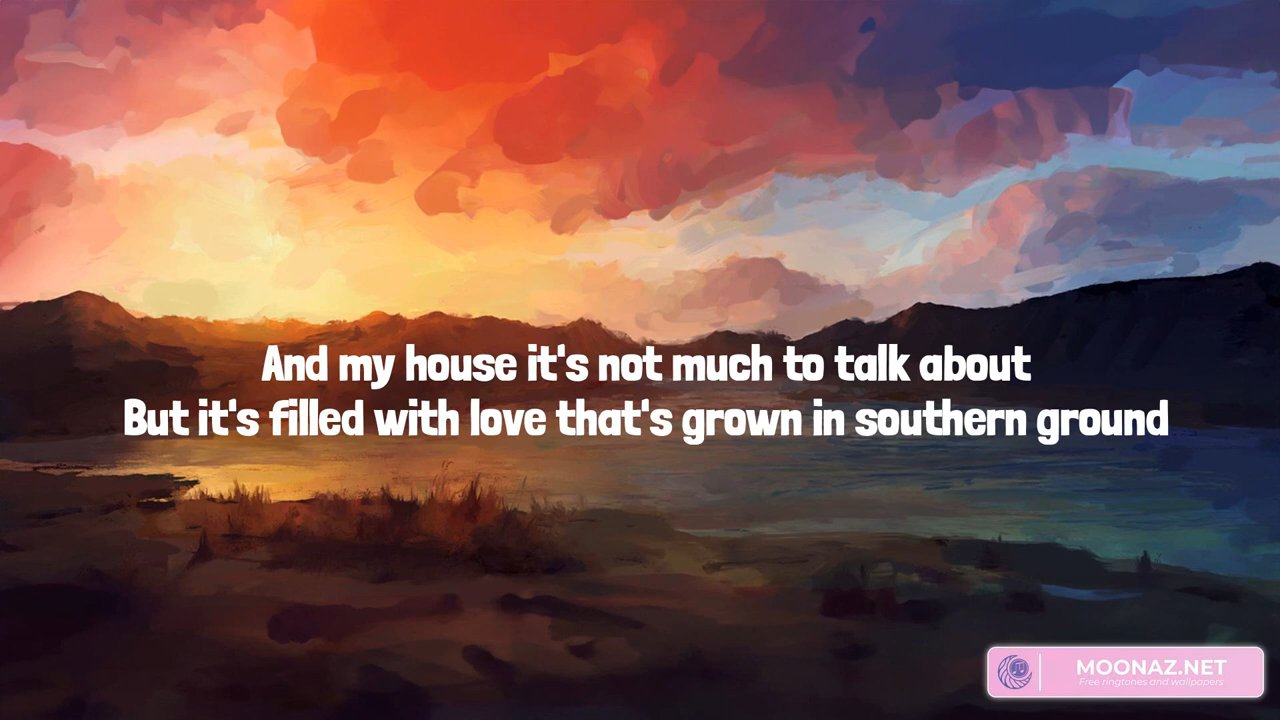 And my house it's not much to talk about
But it's filled with love that's grown in southern ground
MOONAZ.NET
Free ringtones and wallpapers